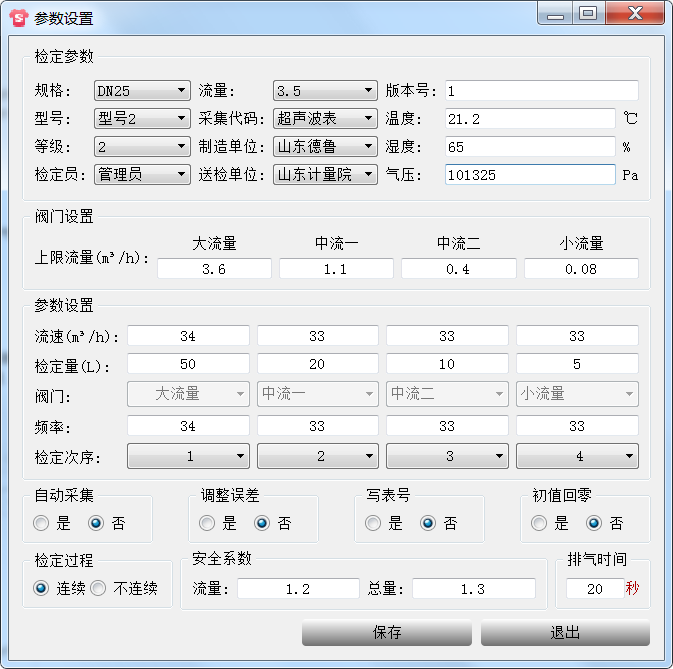 参数设置
检定参数
规格: DN25 流量: 3.5 版本号: 1
型号: 型号2 采集代码: 超声波表 温度: 21.2 ℃
等级: 2 制造单位: 山东德鲁 湿度: 65 %
检定员: 管理员 送检单位: 山东计量院 气压: 101325 Pa
阀门设置
大流量 中流一 中流二 小流量
上限流量(m³/h): 3.6 1.1 0.4 0.08
参数设置
流速(m³/h): 34 33 33 33
检定量(L): 50 20 10 5
阀门: 大流量 中流一 中流二 小流量
频率: 34 33 33 33
检定次序: 1 2 3 4
自动采集 调整误差 写表号 初值回零
是 否 是 否 是 否 是 否
检定过程 安全系数 排气时间
连续 不连续 流量: 1.2 总量: 1.3 20 秒
保存 退出